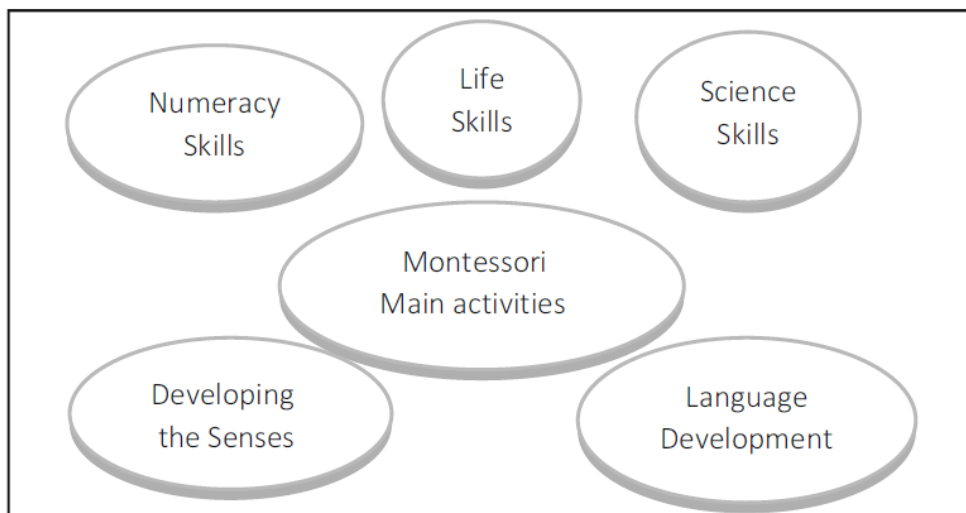 Numeracy
Skills
Life
Skills
Science
Skills
Montessori
Main activities
Developing
the Senses
Language
Development